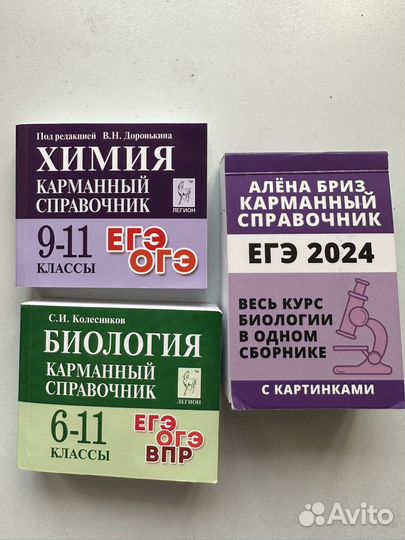 Под редакцией В.Н. Доронькина
ХИМИЯ
КАРМАННЫЙ
СПРАВОЧНИК
ЛЕГИОН
9-11
КЛАССЫ
ЕГЭ
ОГЭ
С.И. Колесников
БИОЛОГИЯ
КАРМАННЫЙ
СПРАВОЧНИК
ЛЕГИОН
6-11
КЛАССЫ
ЕГЭ
ОГЭ
ВПР
АЛЁНА БРИЗ
КАРМАННЫЙ
СПРАВОЧНИК
ЕГЭ 2024
ВЕСЬ КУРС
БИОЛОГИИ
В ОДНОМ
СБОРНИКЕ
С КАРТИНКАМИ
Avito